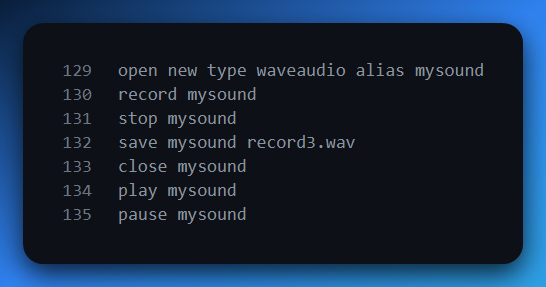 129 open new type waveaudio alias mysound
130 record mysound
131 stop mysound
132 save mysound record3.wav
133 close mysound
134 play mysound
135 pause mysound